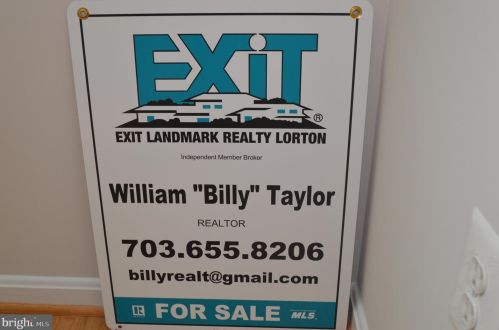 EXiT
EXIT LANDMARK REALTY LORTON
Independent Member Broker
William "Billy" Taylor
REALTOR
703.655.8206
billyrealt@gmail.com
R FOR SALE MLS
REALTOR
bright MLS